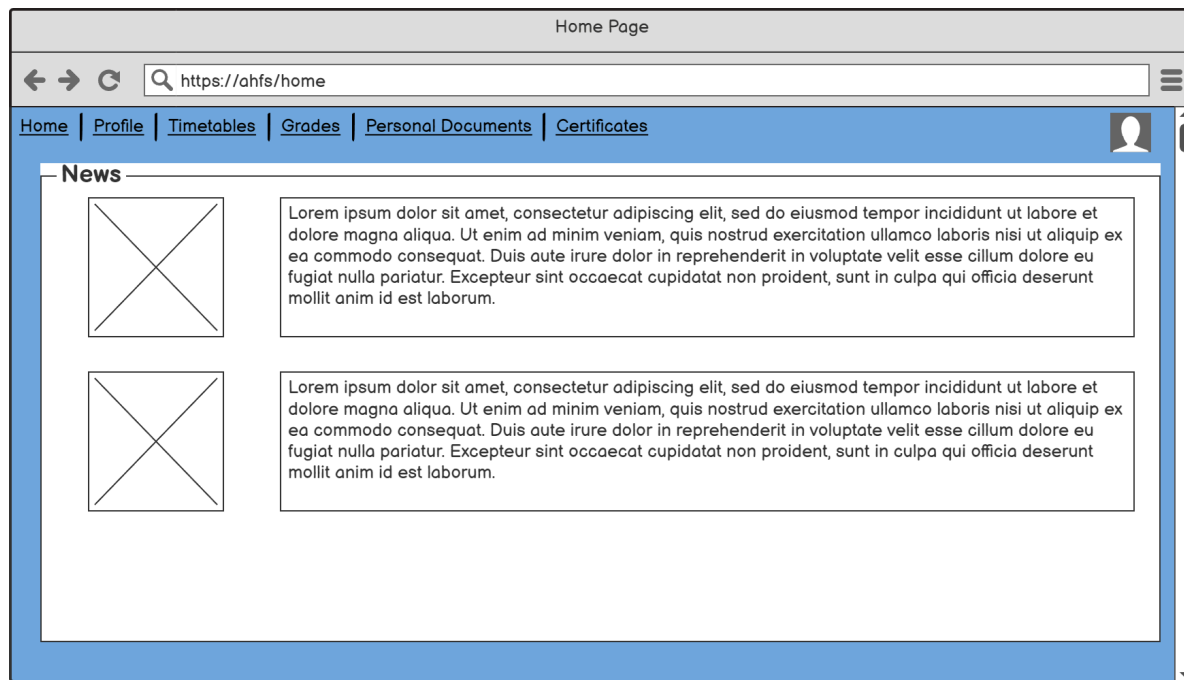 Home Page
https://ahfs/home
Home Profile Timetables Grades Personal Documents Certificates
News
Lorem ipsum dolor sit amet, consectetur adipiscing elit, sed do eiusmod tempor incididunt ut labore et
dolore magna aliqua. Ut enim ad minim veniam, quis nostrud exercitation ullamco laboris nisi ut aliquip ex
ea commodo consequat. Duis aute irure dolor in reprehenderit in voluptate velit esse cillum dolore eu
fugiat nulla pariatur. Excepteur sint occaecat cupidatat non proident, sunt in culpa qui officia deserunt
mollit anim id est laborum.
Lorem ipsum dolor sit amet, consectetur adipiscing elit, sed do eiusmod tempor incididunt ut labore et
dolore magna aliqua. Ut enim ad minim veniam, quis nostrud exercitation ullamco laboris nisi ut aliquip ex
ea commodo consequat. Duis aute irure dolor in reprehenderit in voluptate velit esse cillum dolore eu
fugiat nulla pariatur. Excepteur sint occaecat cupidatat non proident, sunt in culpa qui officia deserunt
mollit anim id est laborum.